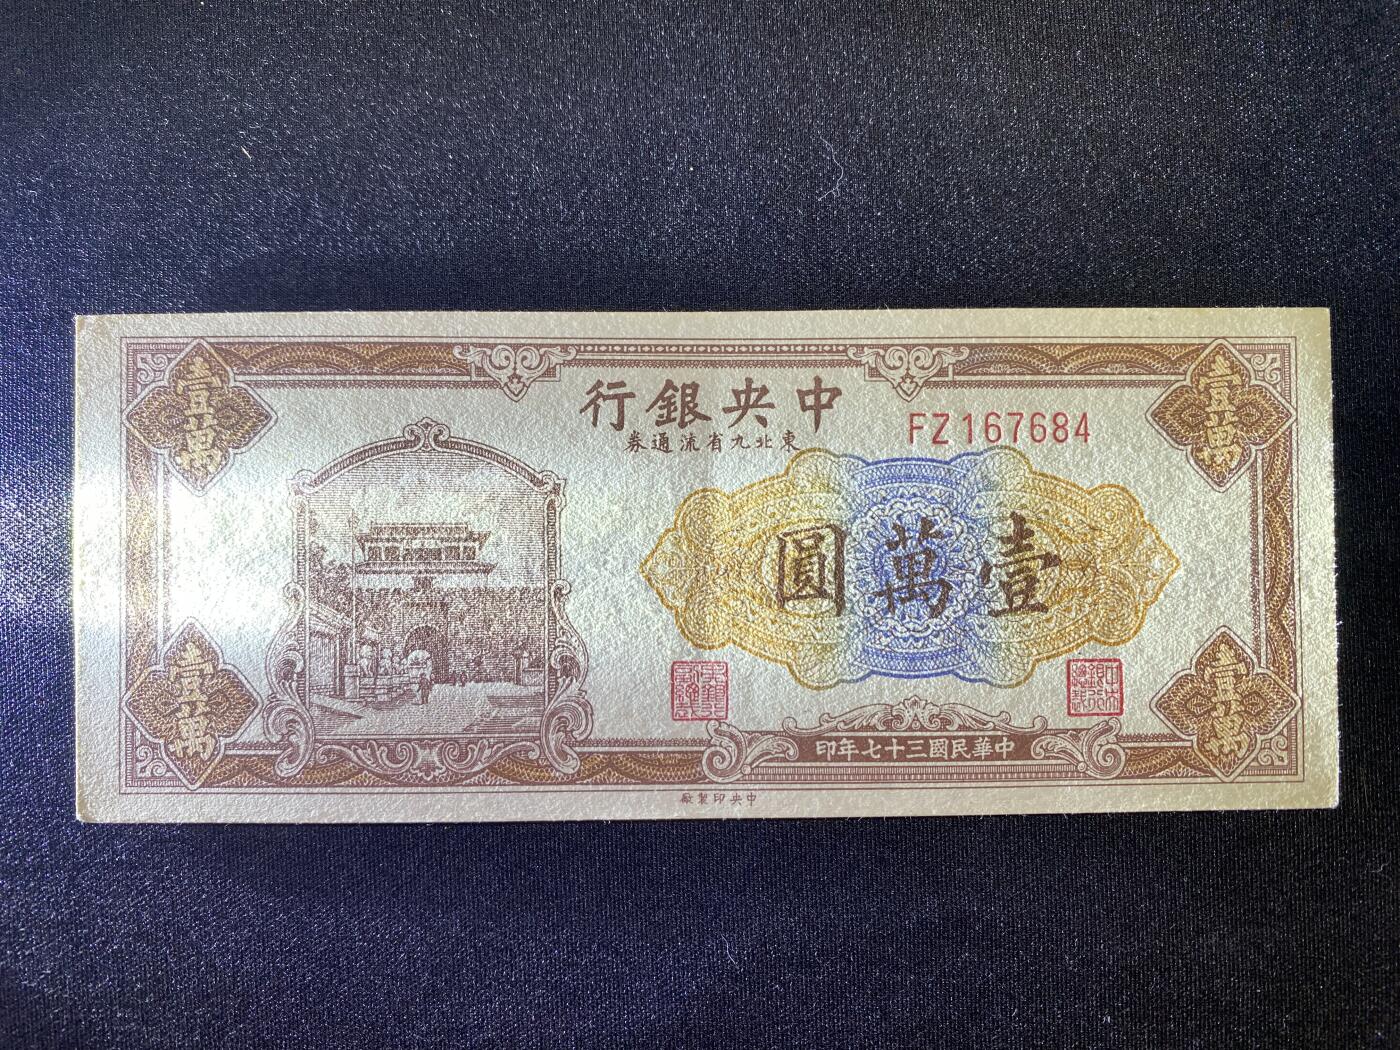 中央銀行
東北九省流通券
FZ 167684
壹萬
壹萬
壹萬圓
壹萬
壹萬
中華民國三十七年印
中央印製廠